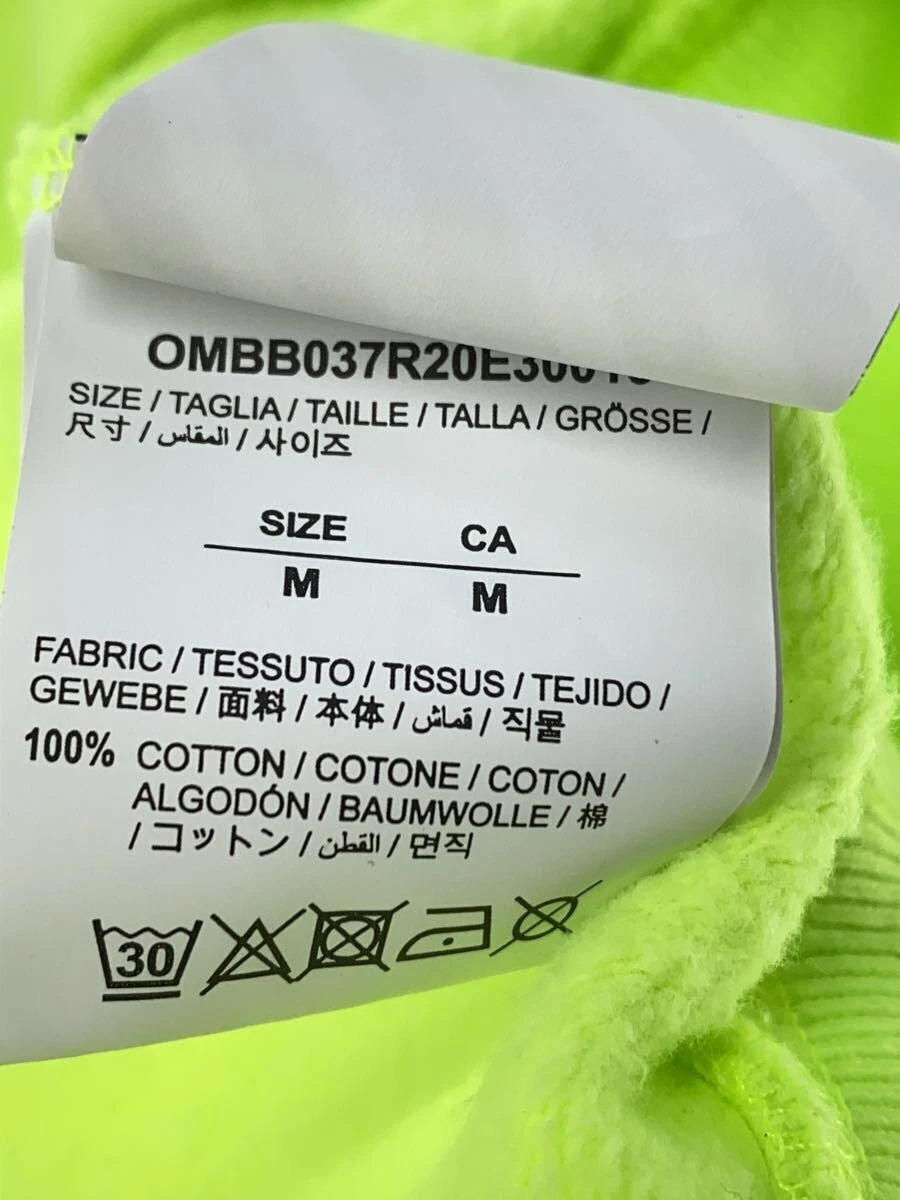 OMBB037R20E30
SIZE / TAGLIA / TAILLE / TALLA / GRÖSSE /
尺寸 / المقاس / 사이즈
SIZE CA
M M
FABRIC / TESSUTO / TISSUS / TEJIDO /
GEWEBE / 面料 / 本体 / قماش / 직물
100% COTTON / COTONE / COTON /
ALGODÓN / BAUMWOLLE / 棉
/ コットン / القطن / 면직
30